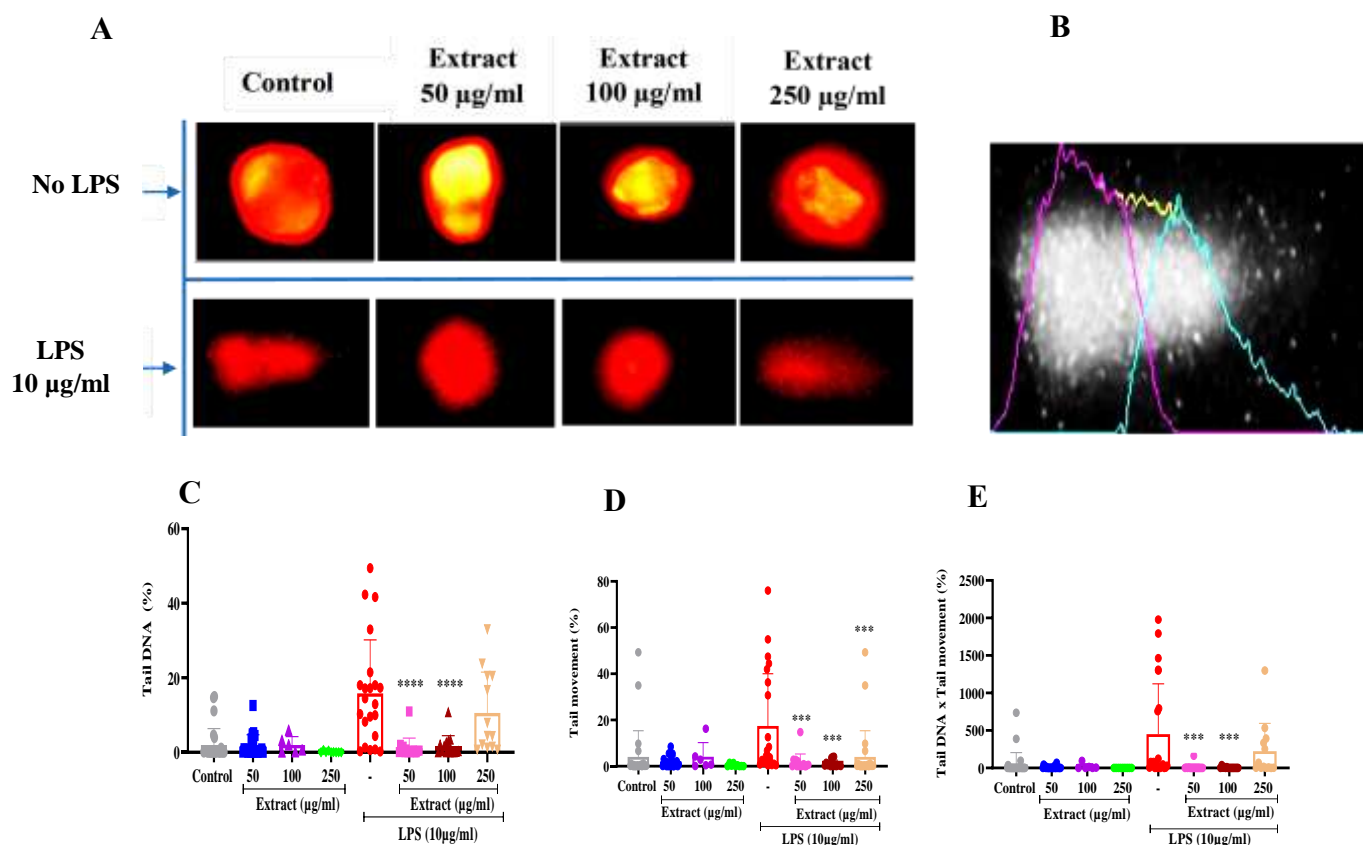 A
B
Control
Extract
50 µg/ml
Extract
100 µg/ml
Extract
250 µg/ml
No LPS
LPS
10 µg/ml
C
D
E
Tail DNA (%)
60
40
20
0
****
****
Control
50
100
250
-
50
100
250
Extract (µg/ml)
Extract (µg/ml)
LPS (10µg/ml)
Tail movement (%)
80
60
40
20
0
***
***
***
Control
50
100
250
-
50
100
250
Extract (µg/ml)
Extract (µg/ml)
LPS (10µg/ml)
Tail DNA x Tail movement (%)
2500
2000
1500
1000
500
0
***
***
Control
50
100
250
-
50
100
250
Extract (µg/ml)
Extract (µg/ml)
LPS (10µg/ml)